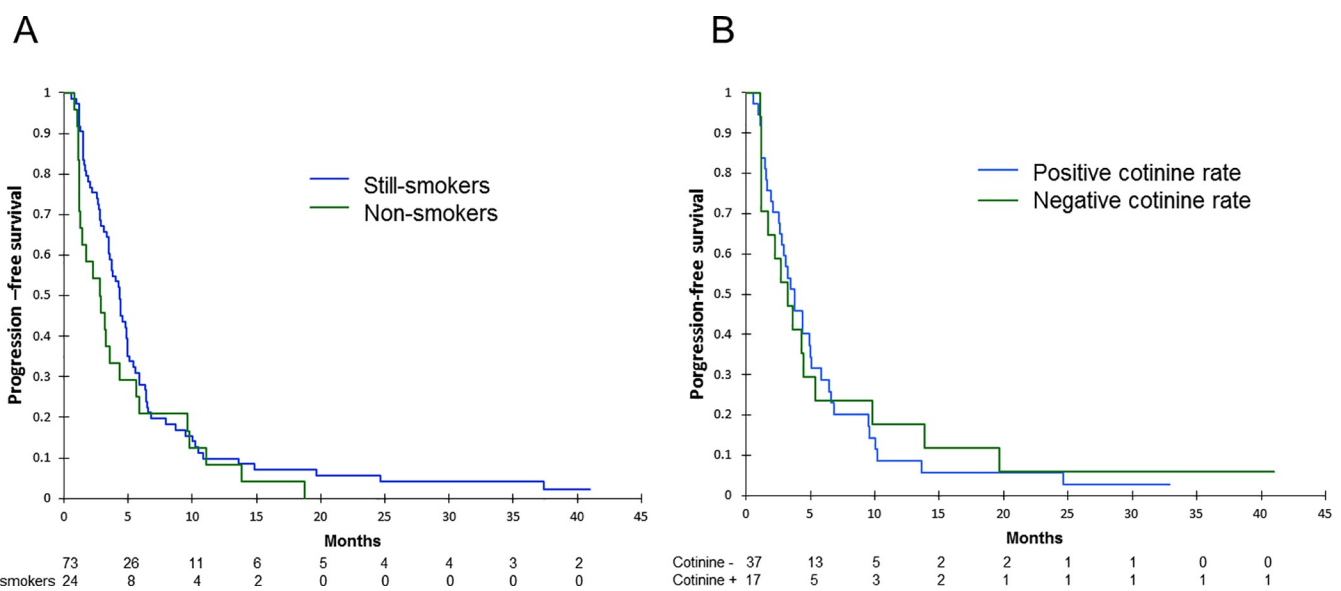 A
1
0.9
0.8
0.7
0.6
0.5
0.4
0.3
0.2
0.1
0
Progression –free survival
Still-smokers
Non-smokers
0 5 10 15 20 25 30 35 40 45
Months
73 26 11 6 5 4 4 3 2
smokers 24 8 4 2 0 0 0 0 0
B
1
0.9
0.8
0.7
0.6
0.5
0.4
0.3
0.2
0.1
0
Porgression-free survival
Positive cotinine rate
Negative cotinine rate
0 5 10 15 20 25 30 35 40 45
Months
Cotinine - 37 13 5 2 2 1 1 0 0
Cotinine + 17 5 3 2 1 1 1 1 1